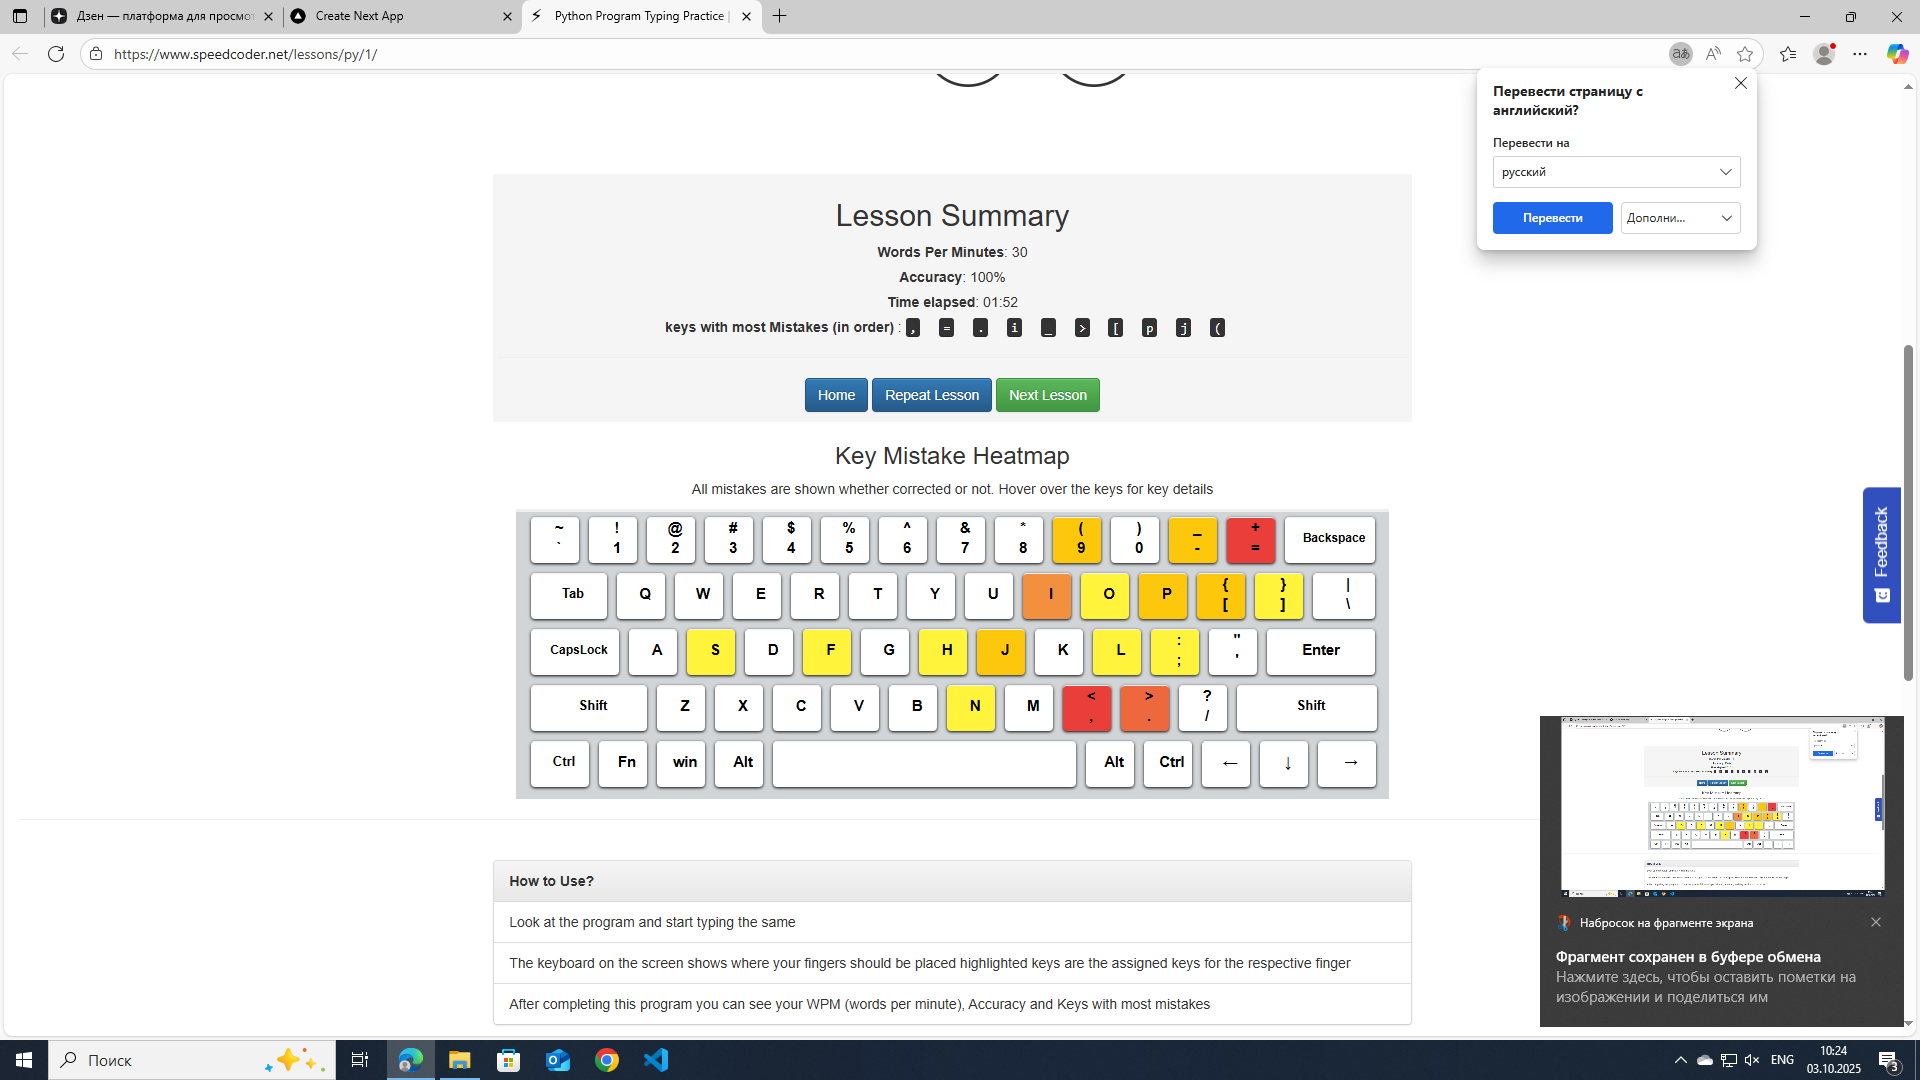 Дзен — платформа для просмот
Create Next App
Python Program Typing Practice |
https://www.speedcoder.net/lessons/py/1/
Перевести страницу с
английский?
Перевести на
русский
Перевести
Дополни...
Lesson Summary
Words Per Minutes: 30
Accuracy: 100%
Time elapsed: 01:52
keys with most Mistakes (in order) : , = . i _ > [ p j (
Home
Repeat Lesson
Next Lesson
Key Mistake Heatmap
All mistakes are shown whether corrected or not. Hover over the keys for key details
~ ! @ # $ % ^ & * ( ) _ +
` 1 2 3 4 5 6 7 8 9 0 - = Backspace
Tab Q W E R T Y U I O P { [ } ] | \
CapsLock A S D F G H J K L : ; " ' Enter
Shift Z X C V B N M < , > . ? / Shift
Ctrl Fn win Alt Alt Ctrl ← ↓ →
Feedback
How to Use?
Look at the program and start typing the same
The keyboard on the screen shows where your fingers should be placed highlighted keys are the assigned keys for the respective finger
After completing this program you can see your WPM (words per minute), Accuracy and Keys with most mistakes
Набросок на фрагменте экрана
Фрагмент сохранен в буфере обмена
Нажмите здесь, чтобы оставить пометки на
изображении и поделиться им
Поиск
ENG
10:24
03.10.2025
3